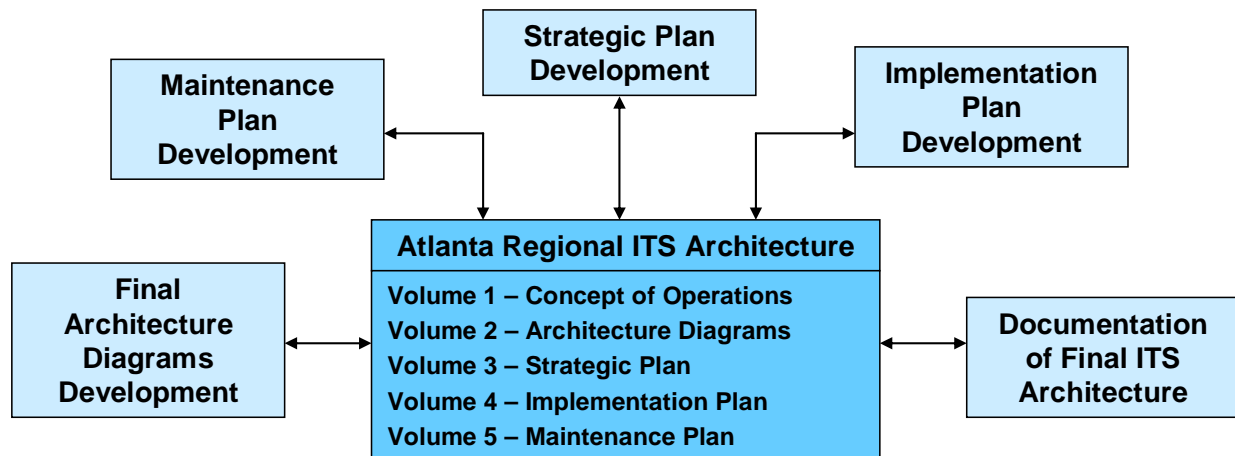 Strategic Plan
Development
Maintenance
Plan
Development
Implementation
Plan
Development
Atlanta Regional ITS Architecture
Volume 1 – Concept of Operations
Volume 2 – Architecture Diagrams
Volume 3 – Strategic Plan
Volume 4 – Implementation Plan
Volume 5 – Maintenance Plan
Final
Architecture
Diagrams
Development
Documentation
of Final ITS
Architecture